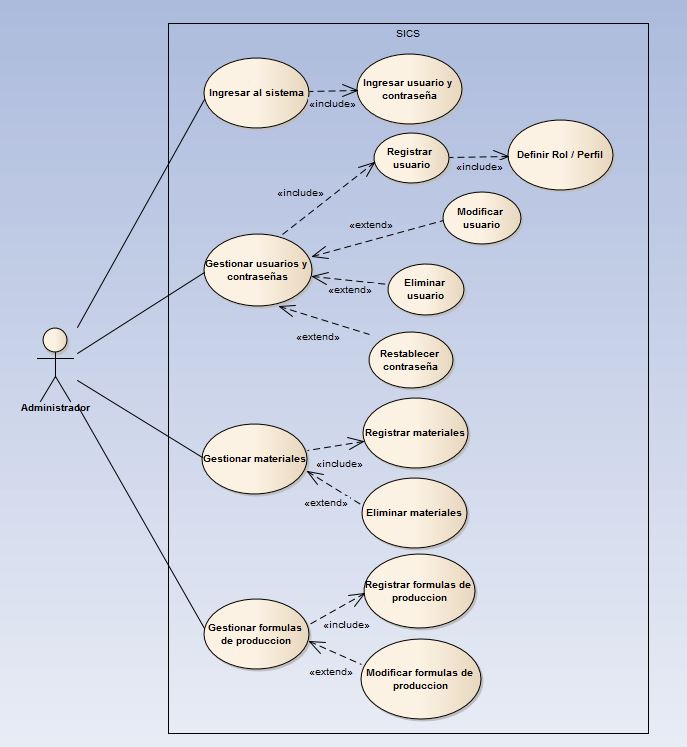 SICS
Ingresar al sistema
«include»
Ingresar usuario y
contraseña
Registrar
usuario
«include»
Definir Rol / Perfil
«include»
Modificar
usuario
«extend»
Gestionar usuarios y
contraseñas
Eliminar
usuario
«extend»
«extend»
Restablecer
contraseña
Administrador
Registrar materiales
Gestionar materiales
«include»
«extend»
Eliminar materiales
Registrar formulas de
produccion
Gestionar formulas
de produccion
«include»
«extend»
Modificar formulas de
produccion